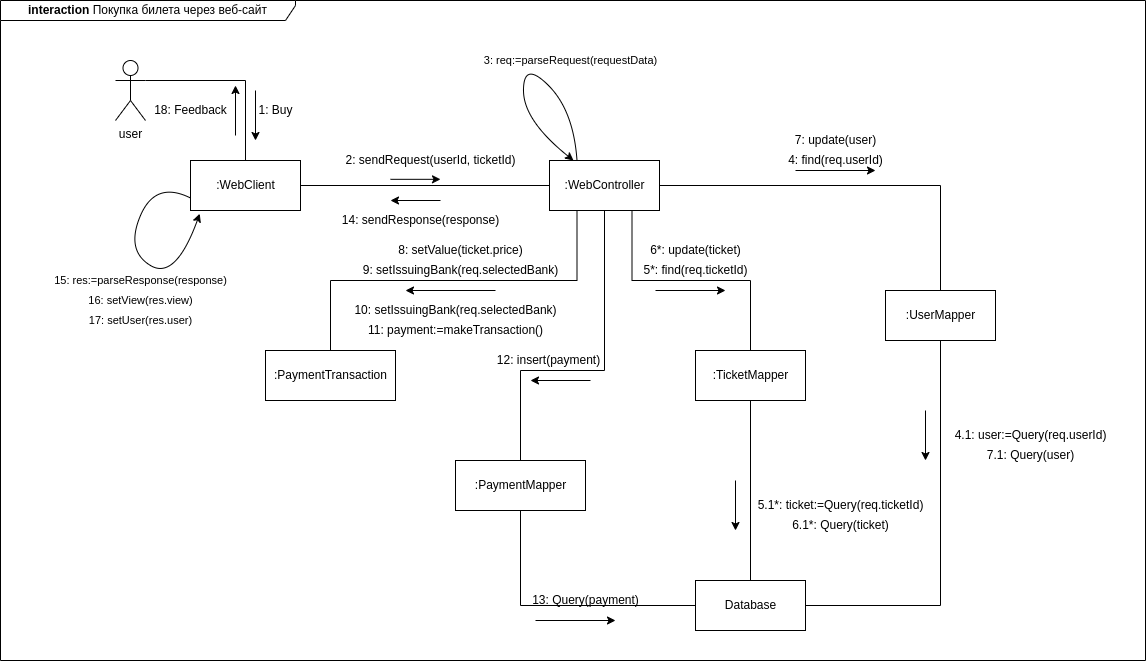 interaction Покупка билета через веб-сайт
3: req:=parseRequest(requestData)
18: Feedback
1: Buy
user
7: update(user)
4: find(req.userId)
2: sendRequest(userId, ticketId)
:WebClient
:WebController
14: sendResponse(response)
8: setValue(ticket.price)
9: setIssuingBank(req.selectedBank)
6*: update(ticket)
5*: find(req.ticketId)
15: res:=parseResponse(response)
16: setView(res.view)
17: setUser(res.user)
10: setIssuingBank(req.selectedBank)
11: payment:=makeTransaction()
:UserMapper
12: insert(payment)
:PaymentTransaction
:TicketMapper
4.1: user:=Query(req.userId)
7.1: Query(user)
:PaymentMapper
5.1*: ticket:=Query(req.ticketId)
6.1*: Query(ticket)
13: Query(payment)
Database